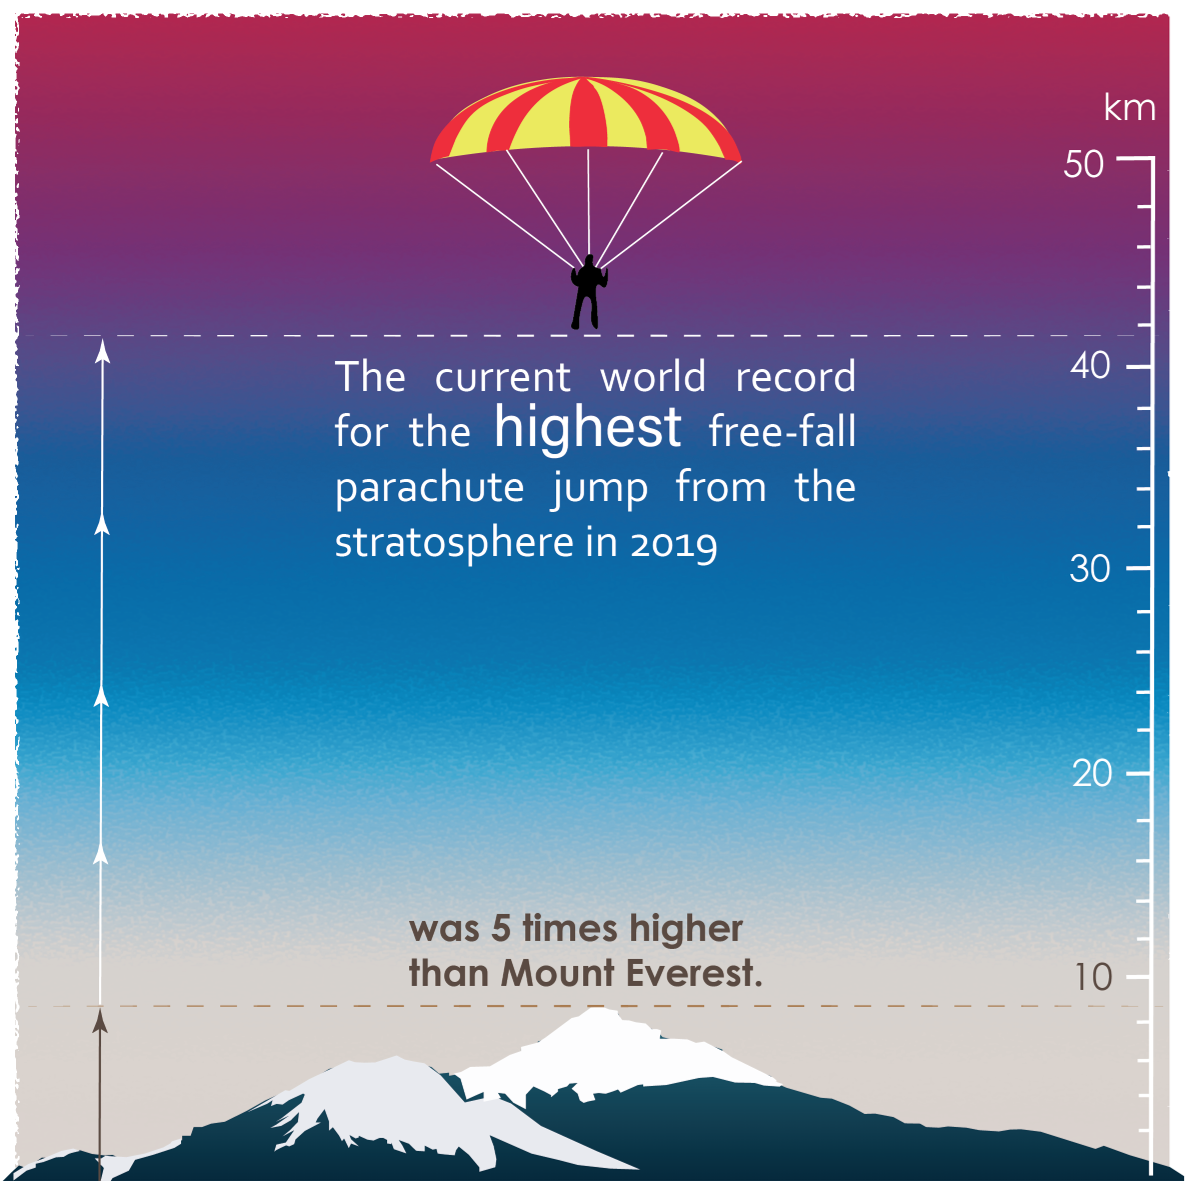 km
50
The current world record
40
for the highest free-fall
parachute jump from the
stratosphere in 2019
30
20
was 5 times higher
than Mount Everest.
10